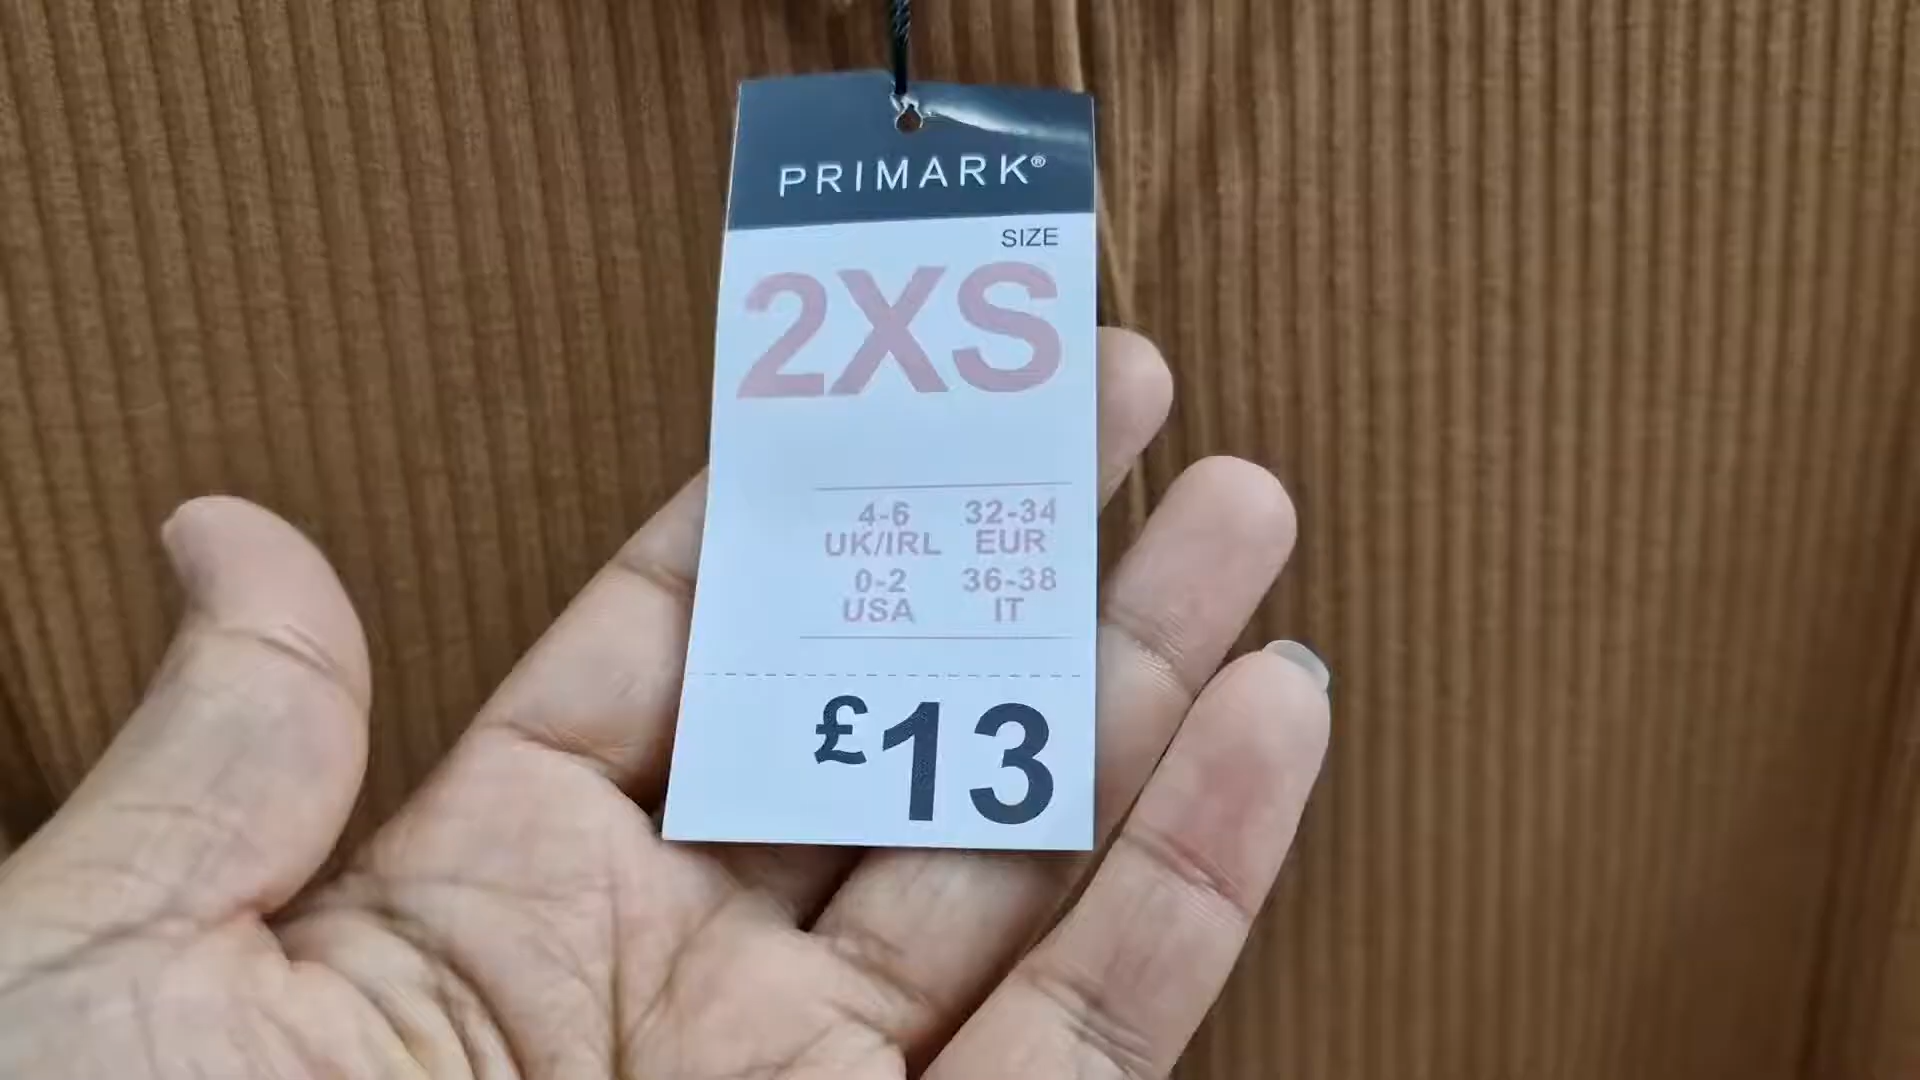 PRIMARK®
SIZE
2XS
4-6 32-34
UK/IRL EUR
0-2 36-38
USA IT
£13